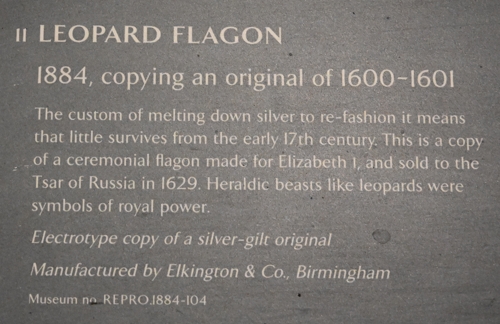 11 LEOPARD FLAGON
1884, copying an original of 1600–1601
The custom of melting down silver to re-fashion it means
that little survives from the early 17th century. This is a copy
of a ceremonial flagon made for Elizabeth I, and sold to the
Tsar of Russia in 1629. Heraldic beasts like leopards were
symbols of royal power.
Electrotype copy of a silver-gilt original
Manufactured by Elkington & Co., Birmingham
Museum no. REPRO.1884-104